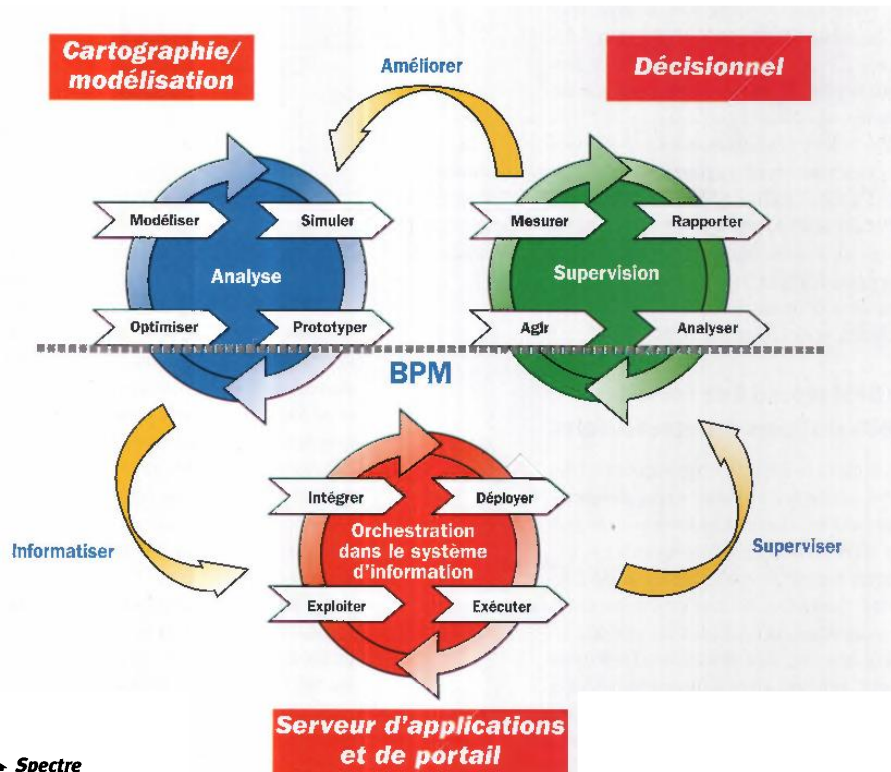 Cartographie/
modélisation
Améliorer
Décisionnel
Modéliser
Simuler
Analyse
Optimiser
Prototyper
Mesurer
Rapporter
Supervision
Agir
Analyser
BPM
Informatiser
Intégrer
Déployer
Orchestration
dans le système
d'information
Exploiter
Exécuter
Superviser
Serveur d'applications
et de portail
Spectre